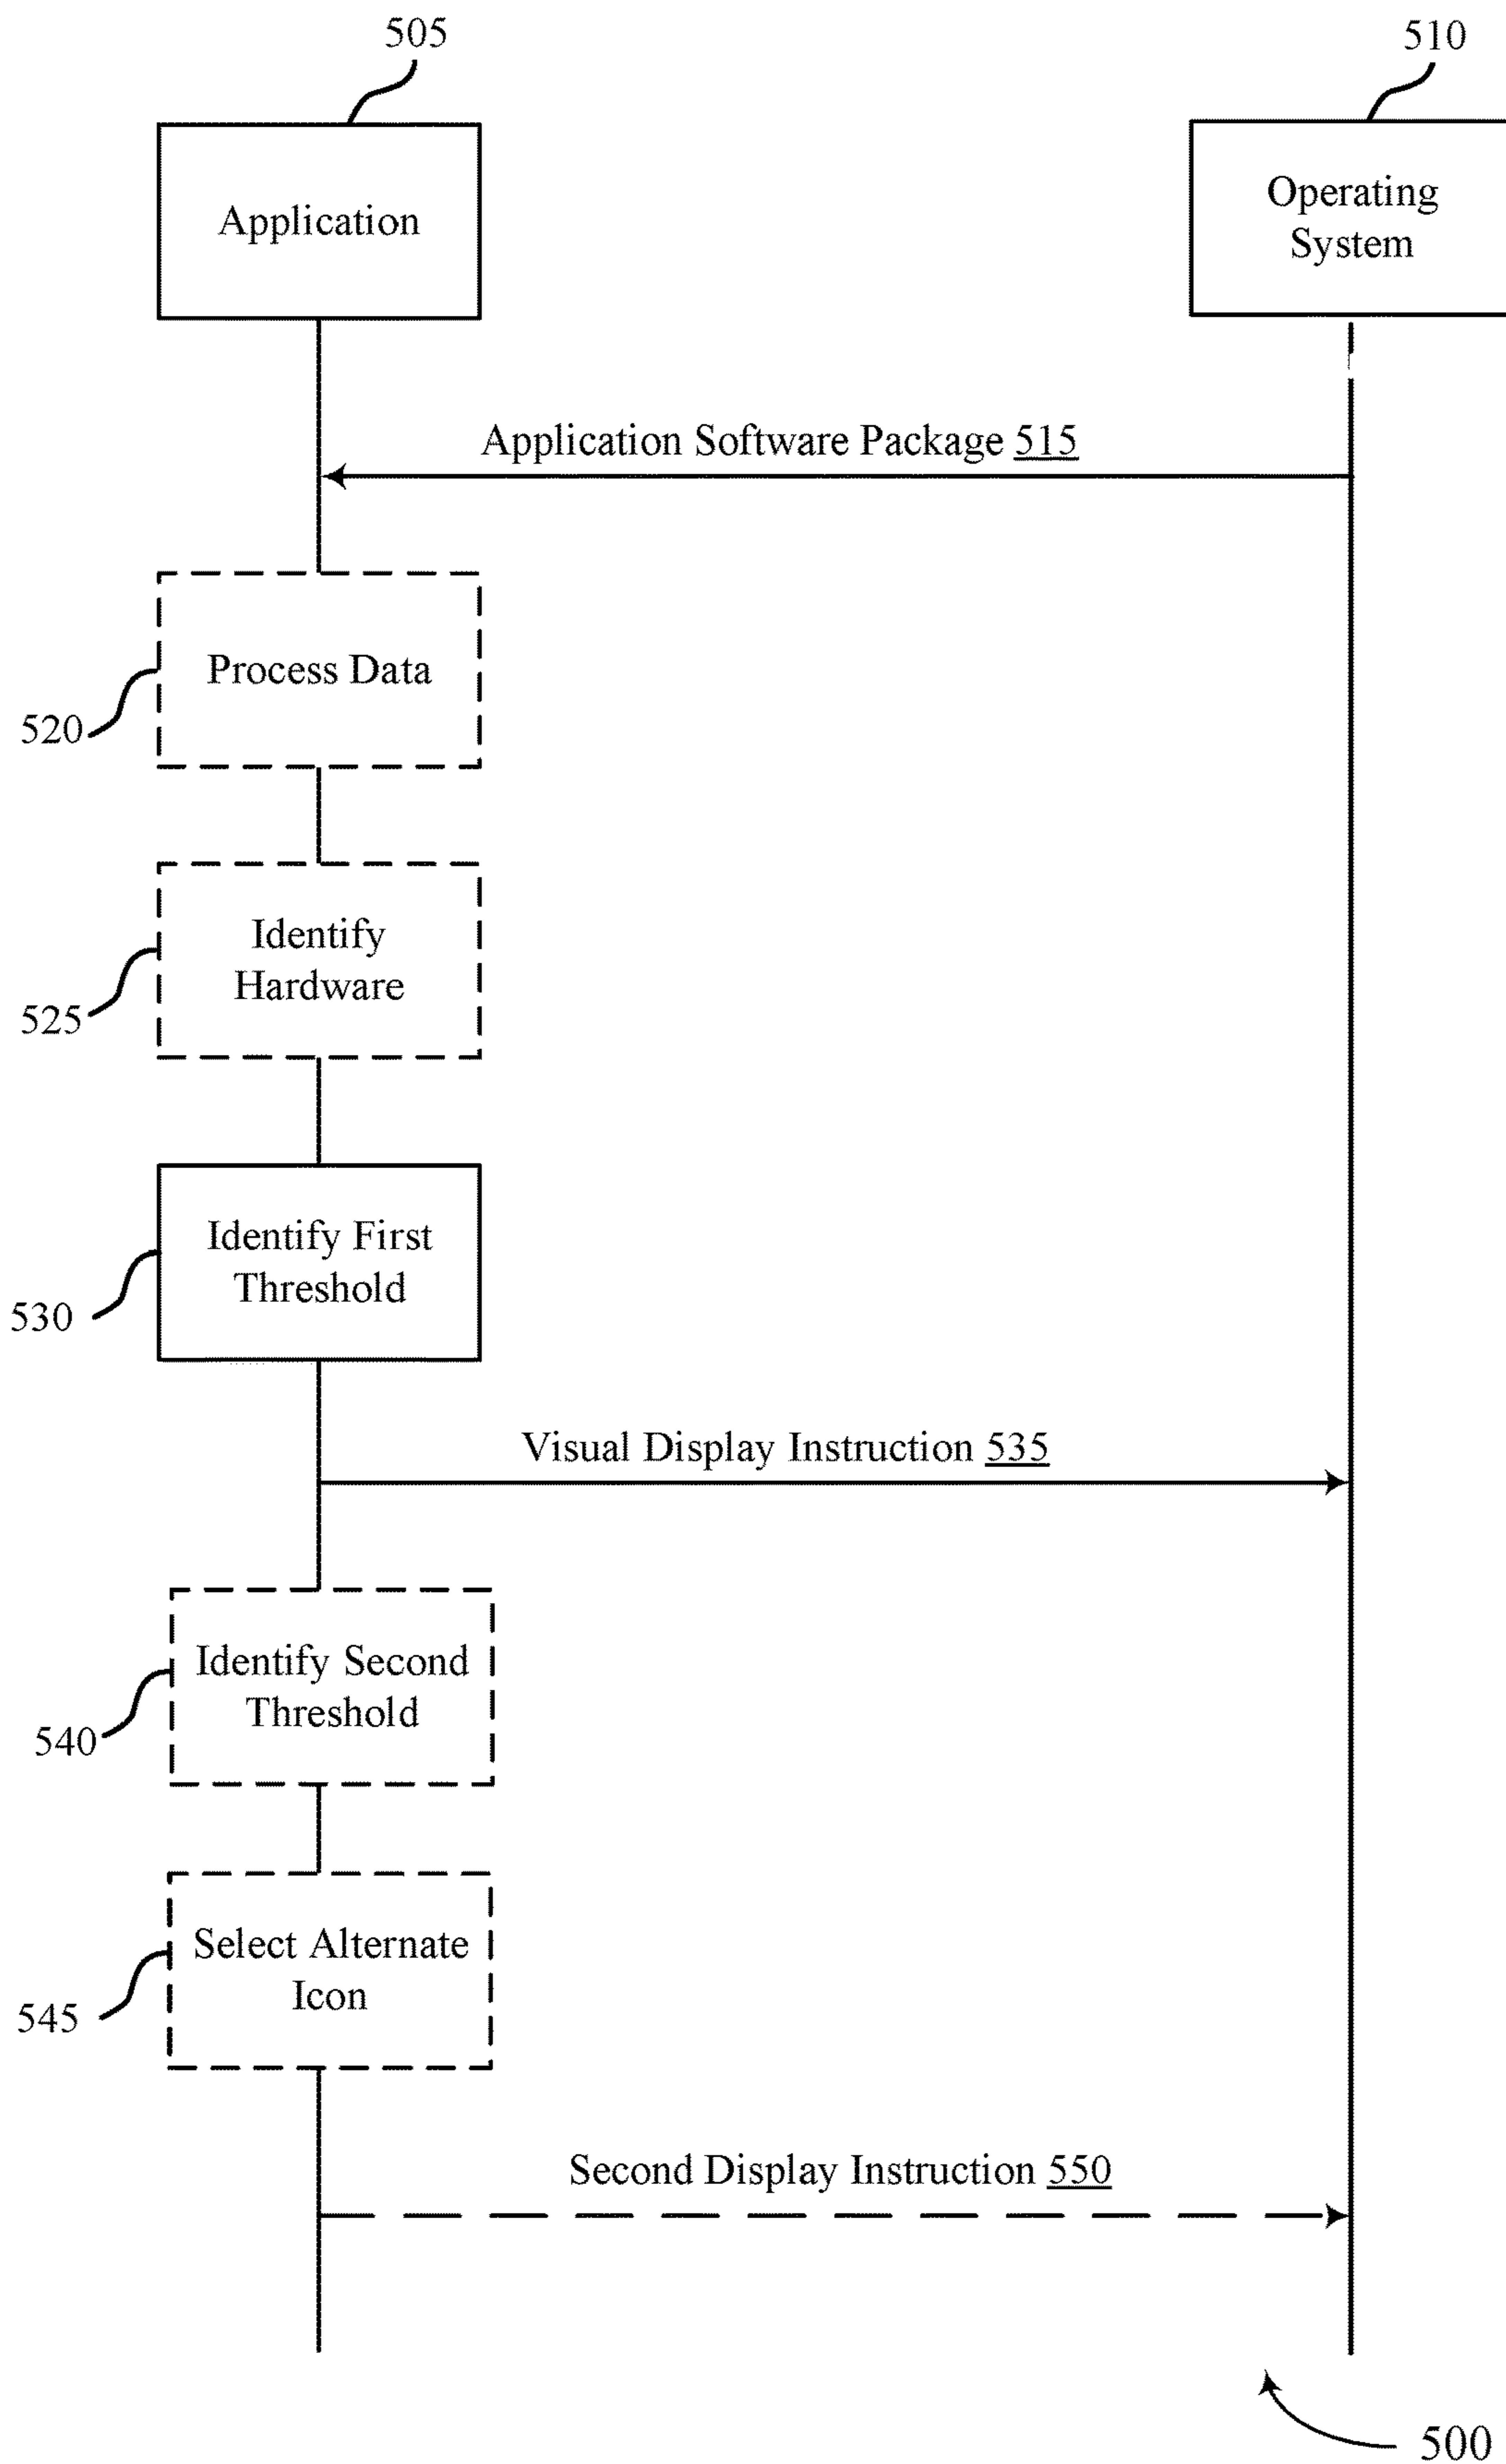 505
510
Application
Operating
System
Application Software Package 515
Process Data
520
Identify
Hardware
525
Identify First
Threshold
530
Visual Display Instruction 535
Identify Second
Threshold
540
Select Alternate
Icon
545
Second Display Instruction 550
500